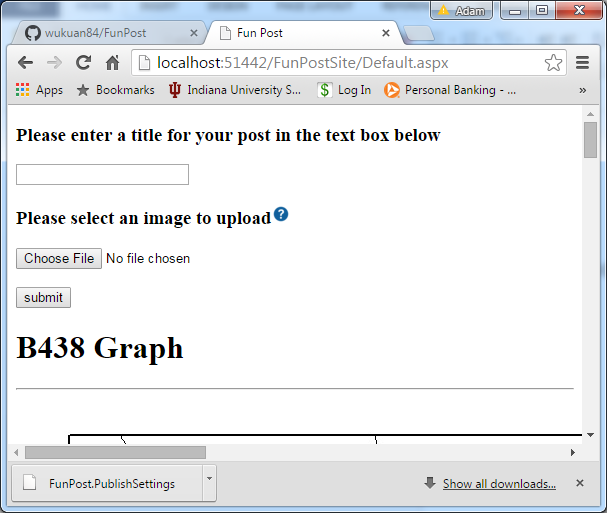 Adam
wukuan84/FunPost
Fun Post
localhost:51442/FunPostSite/Default.aspx
Apps Bookmarks Indiana University S... Log In Personal Banking - ... »
Please enter a title for your post in the text box below
Please select an image to upload ?
Choose File No file chosen
submit
B438 Graph
FunPost.PublishSettings
Show all downloads...